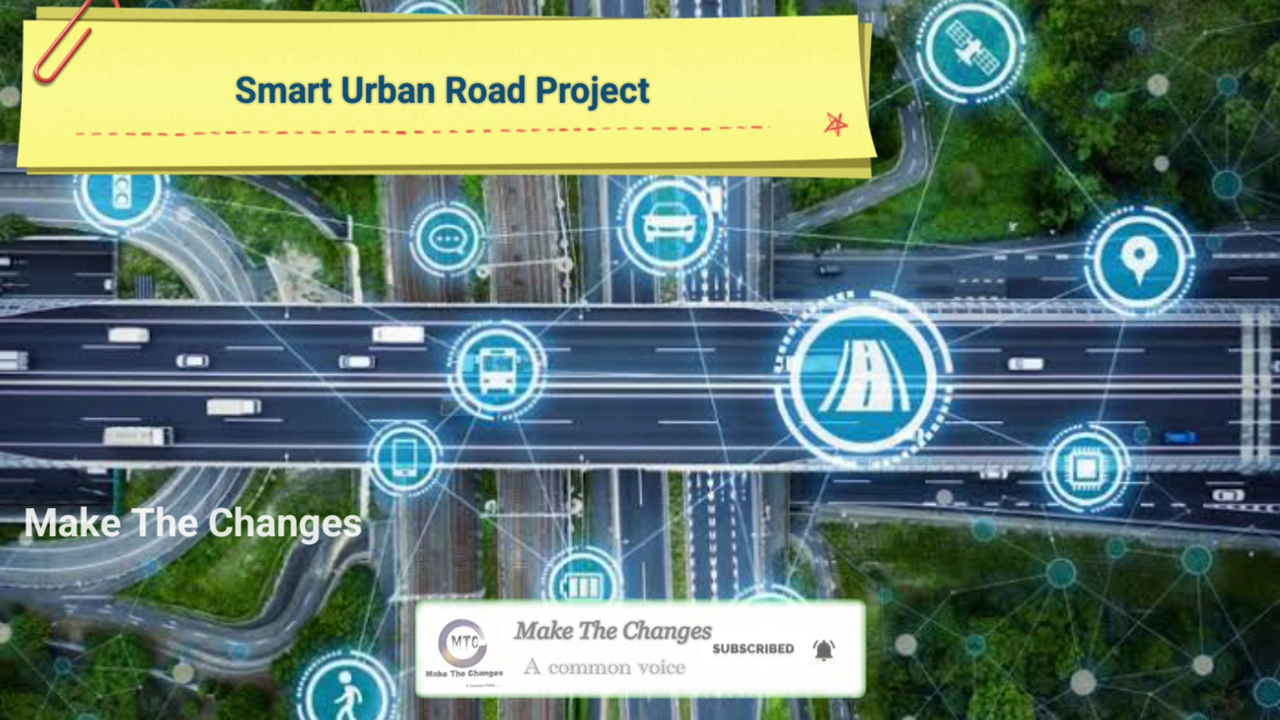 Smart Urban Road Project
Make The Changes
Make The Changes
SUBSCRIBED
A common voice
MTC
Make The Changes